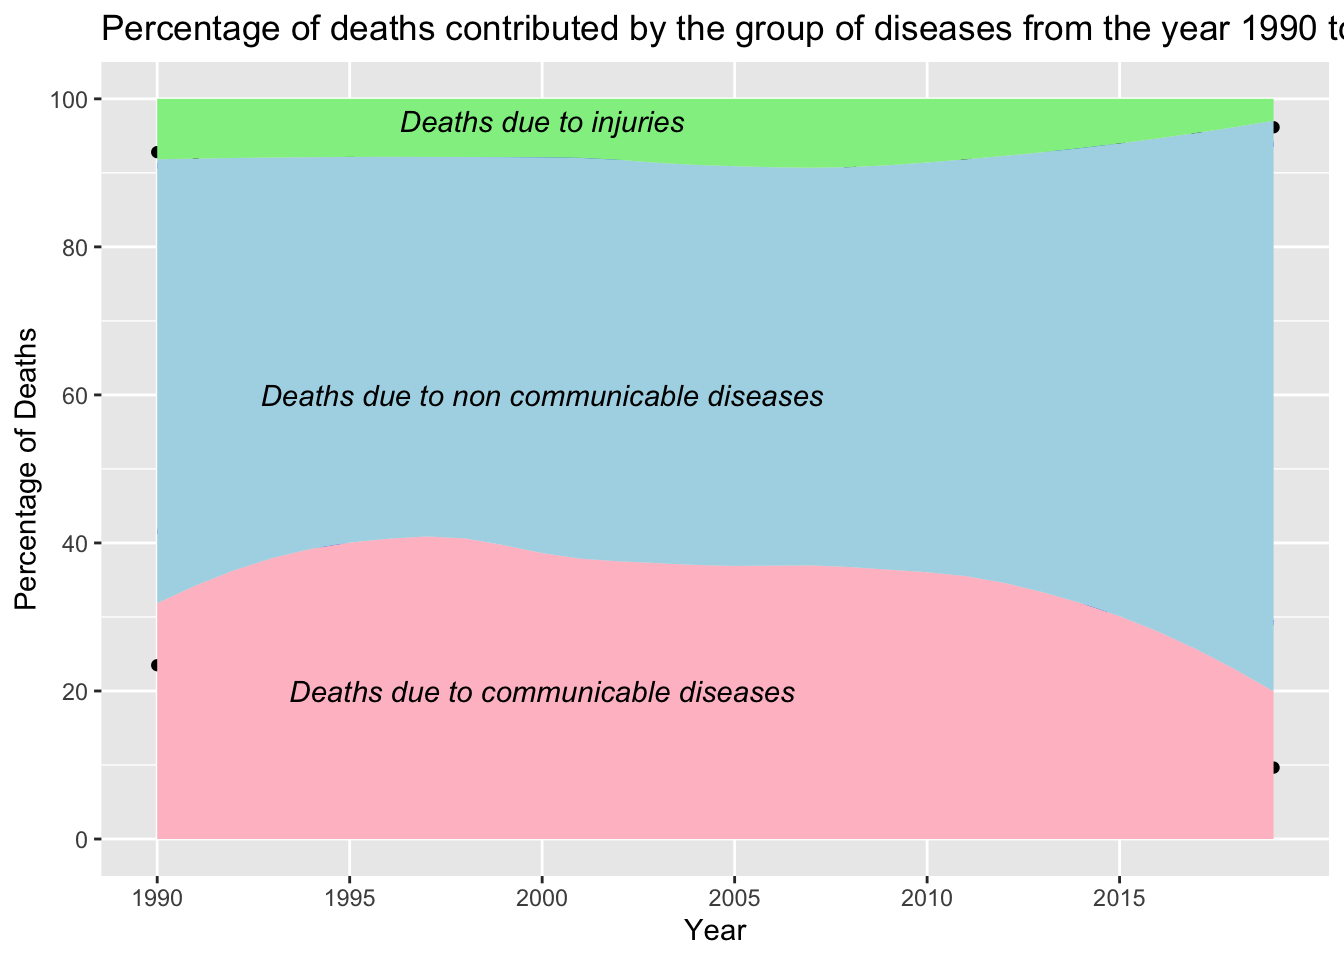 Percentage of deaths contributed by the group of diseases from the year 1990
100
80
60
40
20
0
Percentage of Deaths
Deaths due to injuries
Deaths due to non communicable diseases
Deaths due to communicable diseases
1990 1995 2000 2005 2010 2015
Year